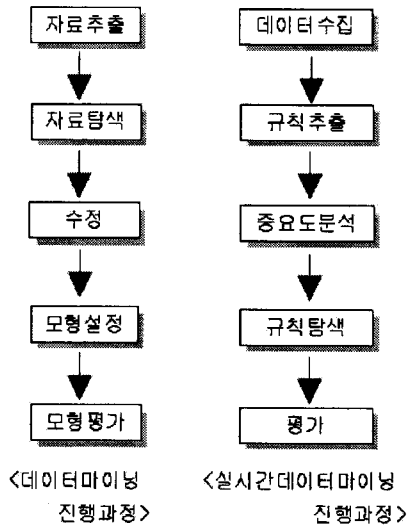 자료추출
자료탐색
수정
모형설정
모형평가
<데이터마이닝
진행과정>
데이터수집
규칙추출
중요도분석
규칙탐색
평가
<실시간데이터마이닝
진행과정>